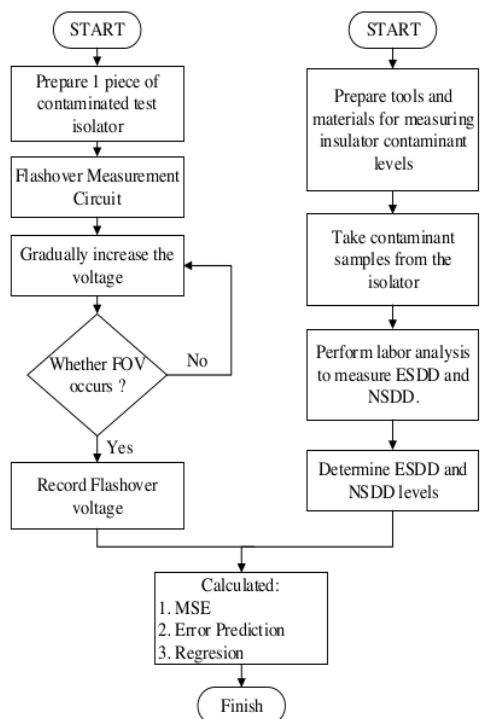 START
Prepare 1 piece of
contaminated test
isolator
Flashover Measurement
Circuit
Gradually increase the
voltage
Whether FOV
occurs ?
No
Yes
Record Flashover
voltage
START
Prepare tools and
materials for measuring
insulator contaminant
levels
Take contaminant
samples from the
isolator
Perform labor analysis
to measure ESDD and
NSDD.
Determine ESDD and
NSDD levels
Calculated:
1. MSE
2. Error Prediction
3. Regresion
Finish